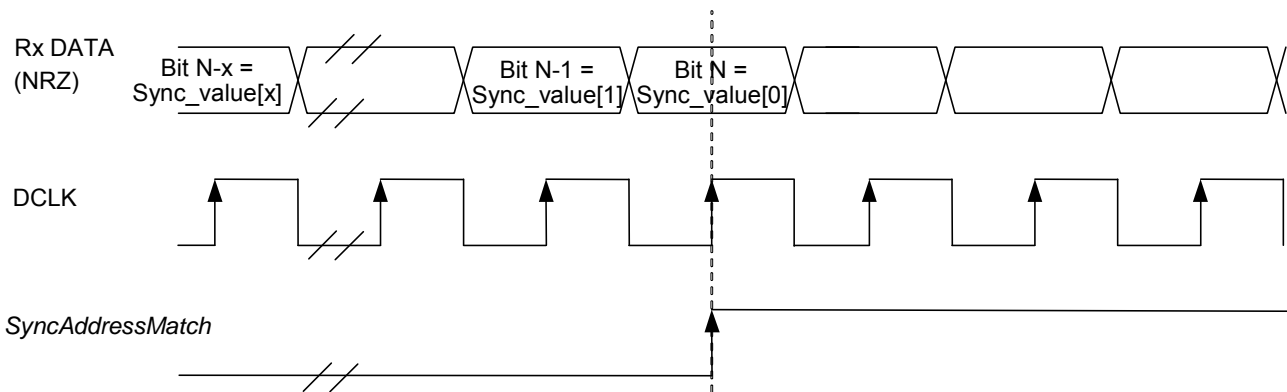 Rx DATA
(NRZ)
Bit N-x =
Sync_value[x]
Bit N-1 =
Sync_value[1]
Bit N =
Sync_value[0]
DCLK
SyncAddressMatch